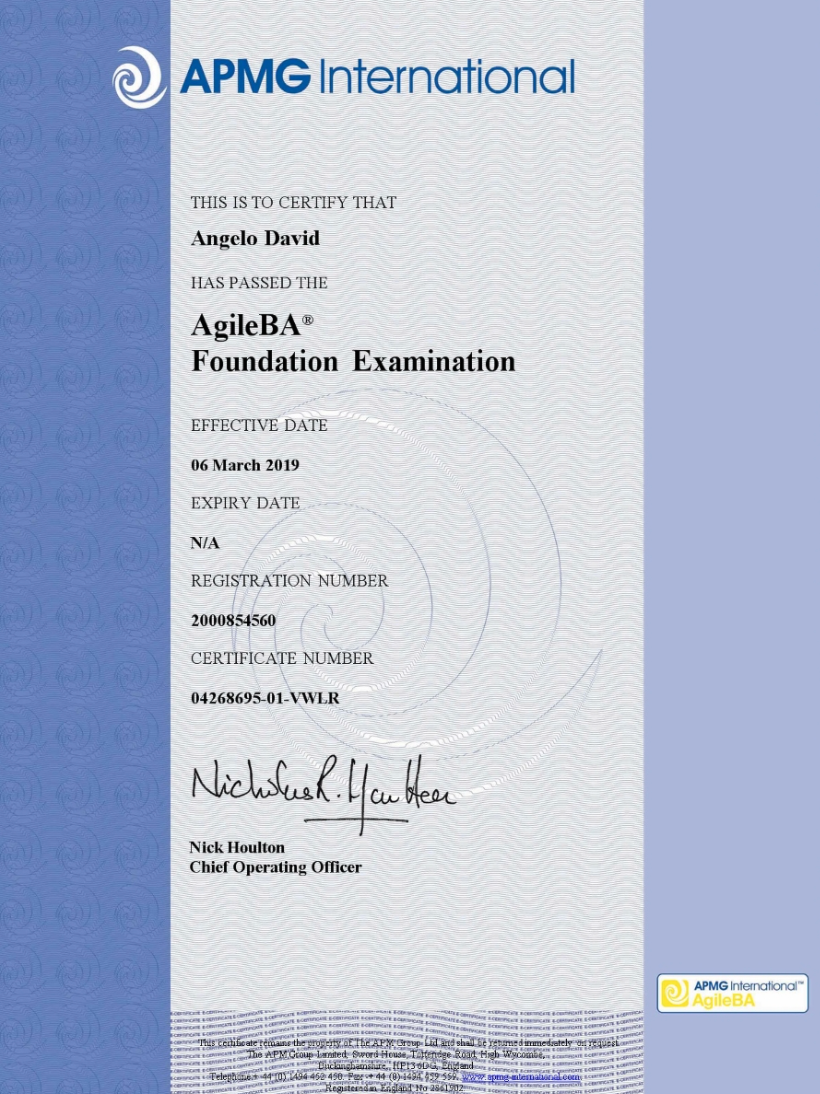 APMG International
THIS IS TO CERTIFY THAT
Angelo David
HAS PASSED THE
AgileBA®
Foundation Examination
EFFECTIVE DATE
06 March 2019
EXPIRY DATE
N/A
REGISTRATION NUMBER
2000854560
CERTIFICATE NUMBER
04268695-01-VWLR
Nicholas R. Houlton
Nick Houlton
Chief Operating Officer
APMG International™
AgileBA
This certificate remains the property of The APM Group Ltd and shall be returned immediately on request.
The APM Group Limited, Sword House, Totteridge Road, High Wycombe,
Buckinghamshire, HP13 6DG, England
Telephone: + 44 (0) 1494 452 450. Fax: + 44 (0) 1494 459 559. www.apmg-international.com
Registered in England No 2861902